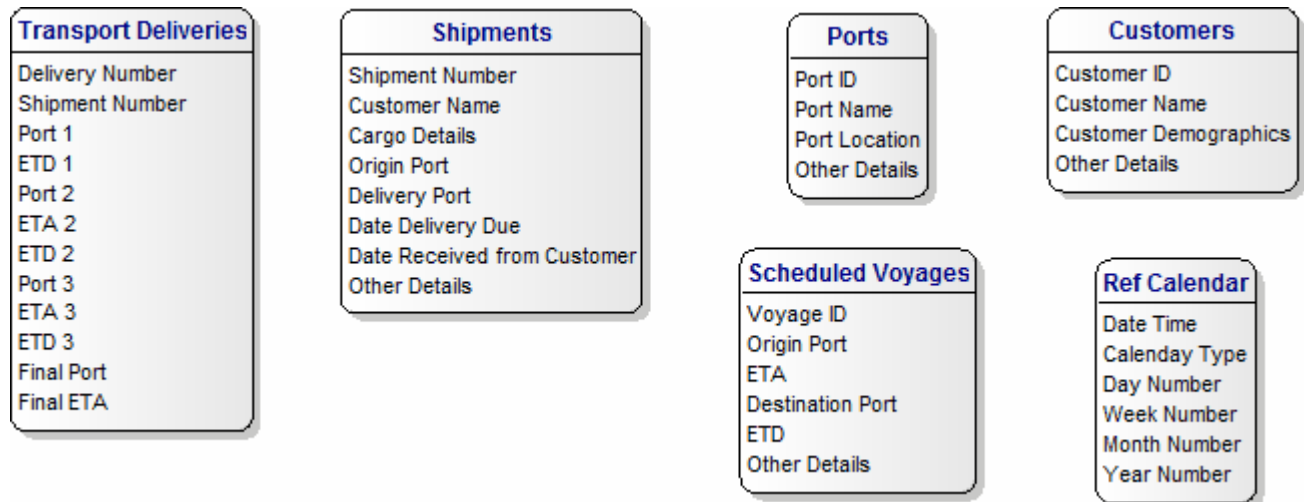 Transport Deliveries
Delivery Number
Shipment Number
Port 1
ETD 1
Port 2
ETA 2
ETD 2
Port 3
ETA 3
ETD 3
Final Port
Final ETA
Shipments
Shipment Number
Customer Name
Cargo Details
Origin Port
Delivery Port
Date Delivery Due
Date Received from Customer
Other Details
Ports
Port ID
Port Name
Port Location
Other Details
Customers
Customer ID
Customer Name
Customer Demographics
Other Details
Scheduled Voyages
Voyage ID
Origin Port
ETA
Destination Port
ETD
Other Details
Ref Calendar
Date Time
Calenday Type
Day Number
Week Number
Month Number
Year Number